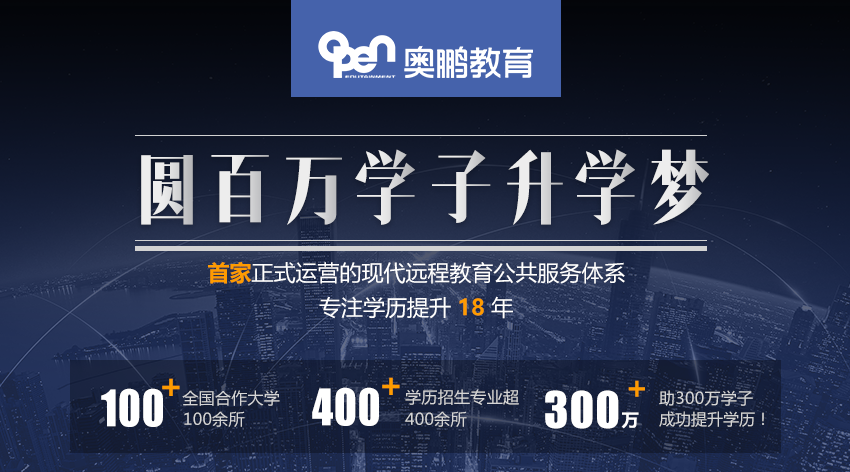 Open
EDUTAINMENT
奥鹏教育
圆百万学子升学梦
首家正式运营的现代远程教育公共服务体系
专注学历提升 18 年
100+
全国合作大学
100余所
400+
学历招生专业超
400余所
300万+
助300万学子
成功提升学历！